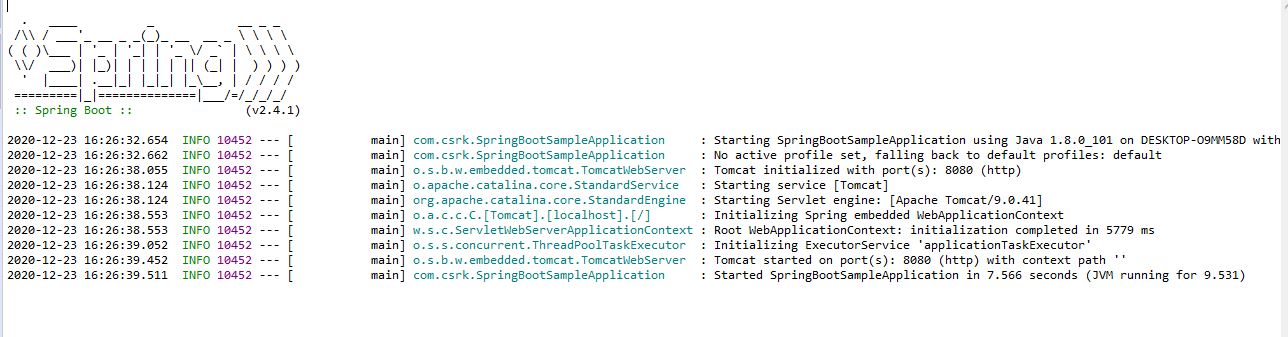 .   ____          _            __ _ _
 /\\ / ___'_ __ _ _(_)_ __  __ _ \ \ \ \
( ( )\___ | '_ | '_| | '_ \/ _` | \ \ \ \
 \\/  ___)| |_)| | | | | || (_| |  ) ) ) )
  '  |____| .__|_| |_|_| |_\__, | / / / /
 =========|_|==============|___/=/_/_/_/
 :: Spring Boot ::                (v2.4.1)
2020-12-23 16:26:32.654  INFO 10452 --- [           main] com.csrk.SpringBootSampleApplication     : Starting SpringBootSampleApplication using Java 1.8.0_101 on DESKTOP-O9MM58D with
2020-12-23 16:26:32.662  INFO 10452 --- [           main] com.csrk.SpringBootSampleApplication     : No active profile set, falling back to default profiles: default
2020-12-23 16:26:38.055  INFO 10452 --- [           main] o.s.b.w.embedded.tomcat.TomcatWebServer  : Tomcat initialized with port(s): 8080 (http)
2020-12-23 16:26:38.124  INFO 10452 --- [           main] o.apache.catalina.core.StandardService   : Starting service [Tomcat]
2020-12-23 16:26:38.124  INFO 10452 --- [           main] org.apache.catalina.core.StandardEngine  : Starting Servlet engine: [Apache Tomcat/9.0.41]
2020-12-23 16:26:38.553  INFO 10452 --- [           main] o.a.c.c.C.[Tomcat].[localhost].[/]       : Initializing Spring embedded WebApplicationContext
2020-12-23 16:26:38.553  INFO 10452 --- [           main] w.s.c.ServletWebServerApplicationContext : Root WebApplicationContext: initialization completed in 5779 ms
2020-12-23 16:26:39.052  INFO 10452 --- [           main] o.s.s.concurrent.ThreadPoolTaskExecutor  : Initializing ExecutorService 'applicationTaskExecutor'
2020-12-23 16:26:39.452  INFO 10452 --- [           main] o.s.b.w.embedded.tomcat.TomcatWebServer  : Tomcat started on port(s): 8080 (http) with context path ''
2020-12-23 16:26:39.511  INFO 10452 --- [           main] com.csrk.SpringBootSampleApplication     : Started SpringBootSampleApplication in 7.566 seconds (JVM running for 9.531)